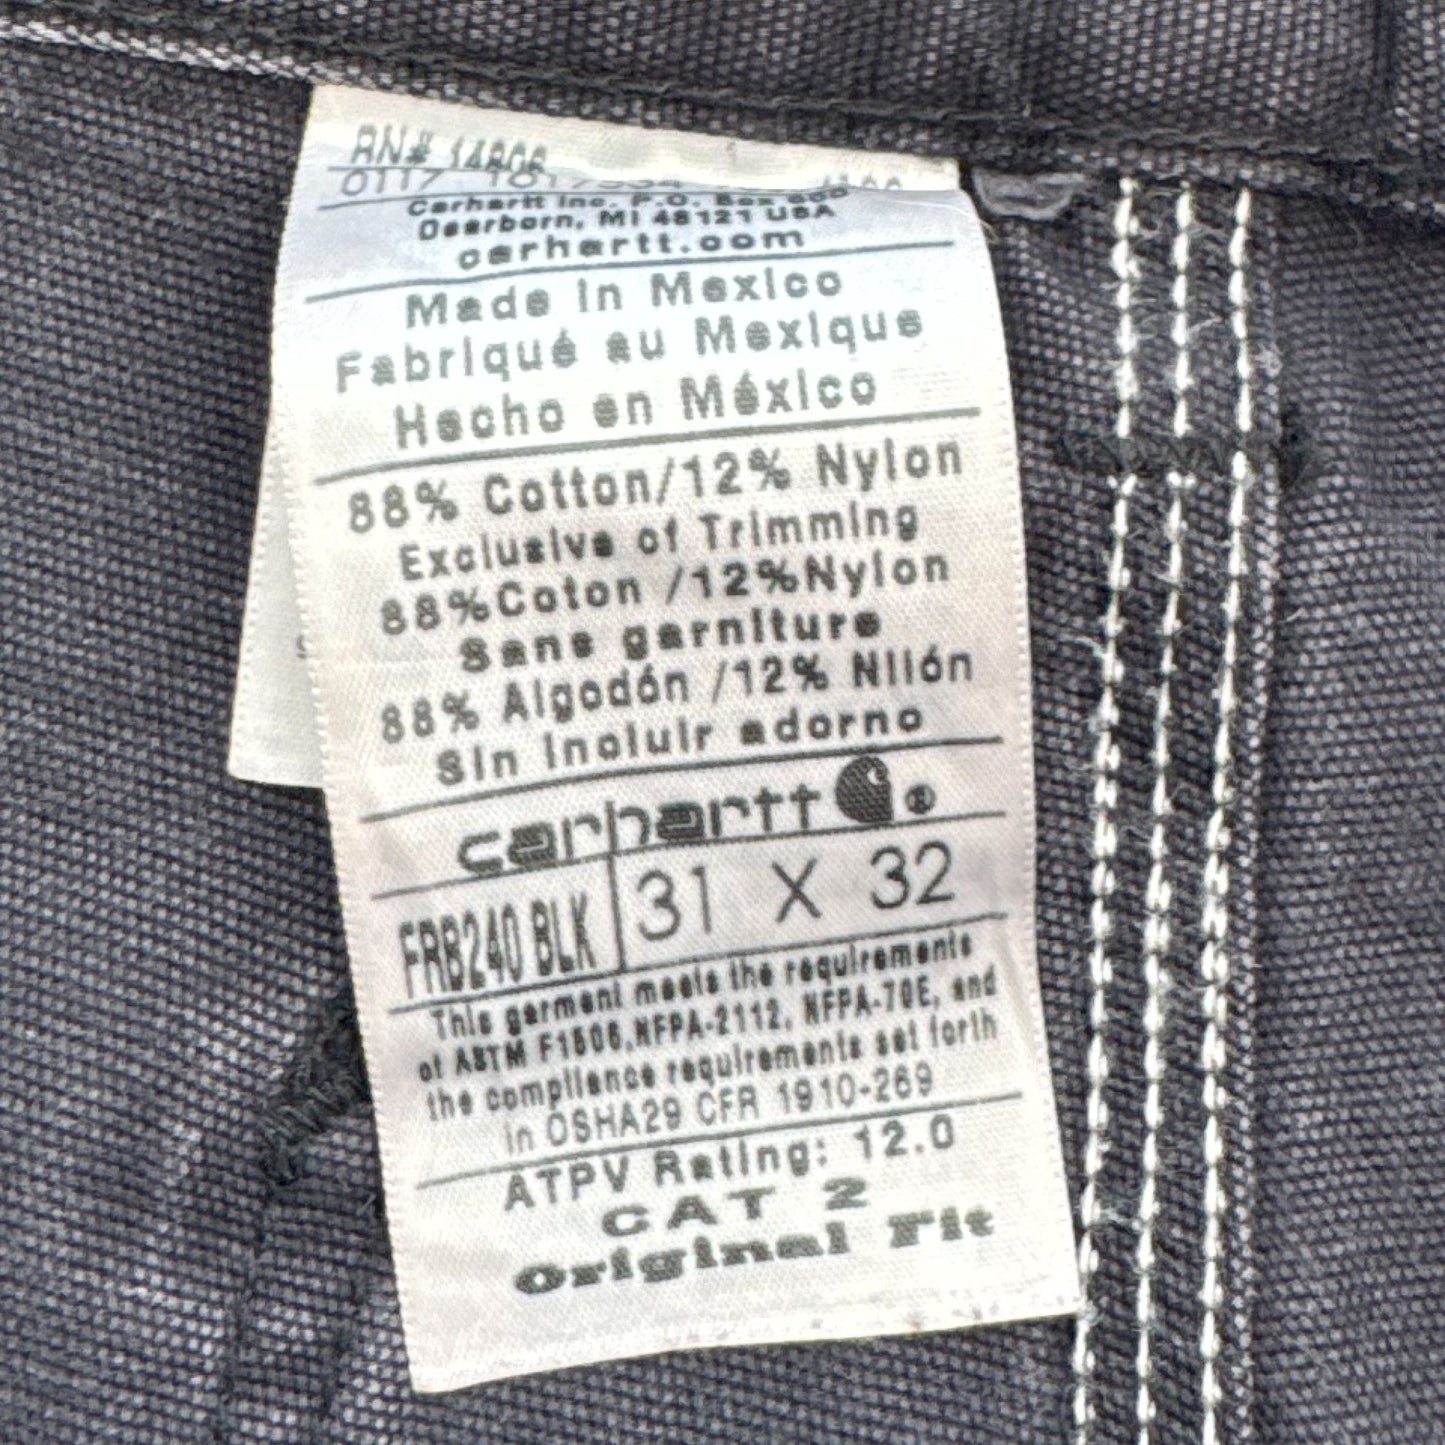 RN# 14806
0117
Carhartt Inc. P.O. Box 600
Dearborn, MI 48121 USA
carhartt.com
Made in Mexico
Fabriqué au Mexique
Hecho en México
88% Cotton/12% Nylon
Exclusive of Trimming
88%Coton /12%Nylon
Sans garniture
88% Algodón /12% Nilón
Sin incluir adorno
carhartt ®
FRB240 BLK 31 X 32
This garment meets the requirements
of ASTM F1506,NFPA-2112, NFPA-70E, and
the compliance requirements set forth
in OSHA29 CFR 1910-269
ATPV Rating: 12.0
CAT 2
Original Fit